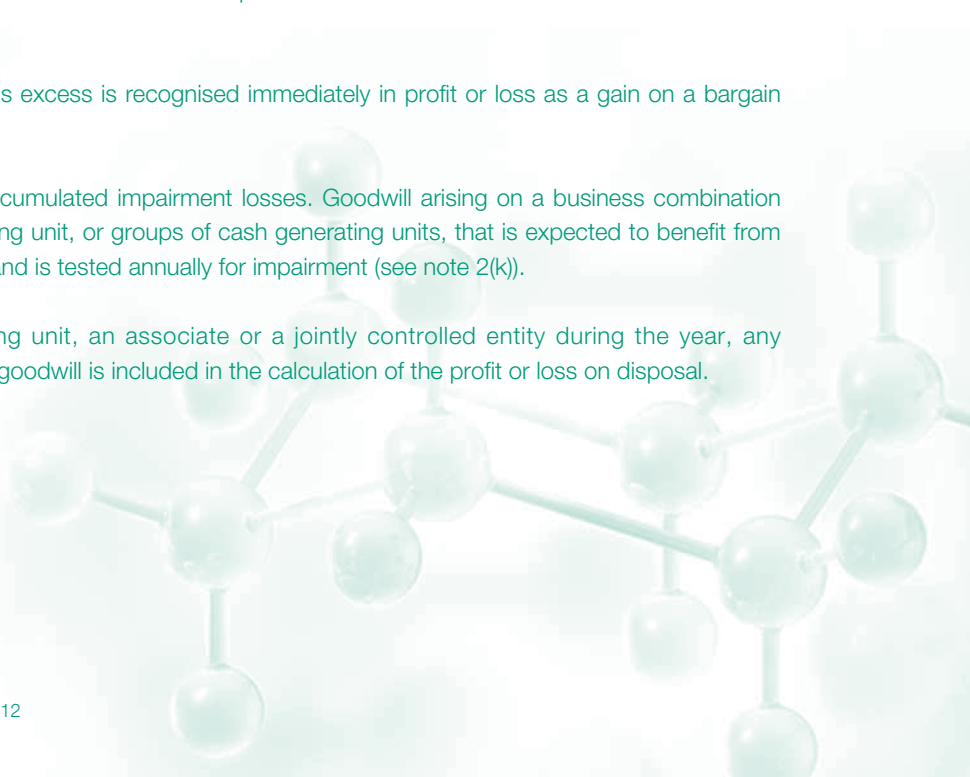 s excess is recognised immediately in profit or loss as a gain on a bargain
cumulated impairment losses. Goodwill arising on a business combination
ng unit, or groups of cash generating units, that is expected to benefit from
nd is tested annually for impairment (see note 2(k)).
ng unit, an associate or a jointly controlled entity during the year, any
goodwill is included in the calculation of the profit or loss on disposal.
12